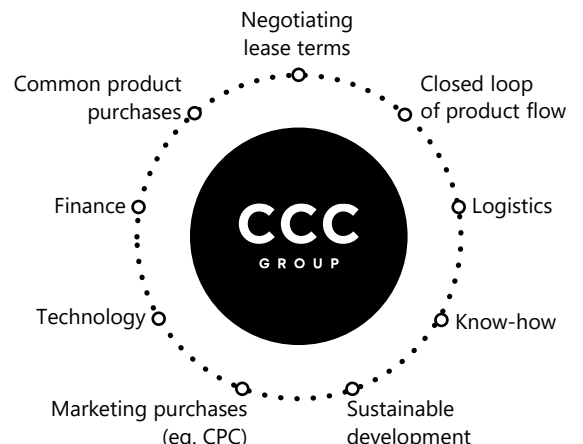 Negotiating
lease terms
Common product
purchases
Closed loop
of product flow
Finance
CCC
GROUP
Logistics
Technology
Know-how
Marketing purchases
(eg. CPC)
Sustainable
development